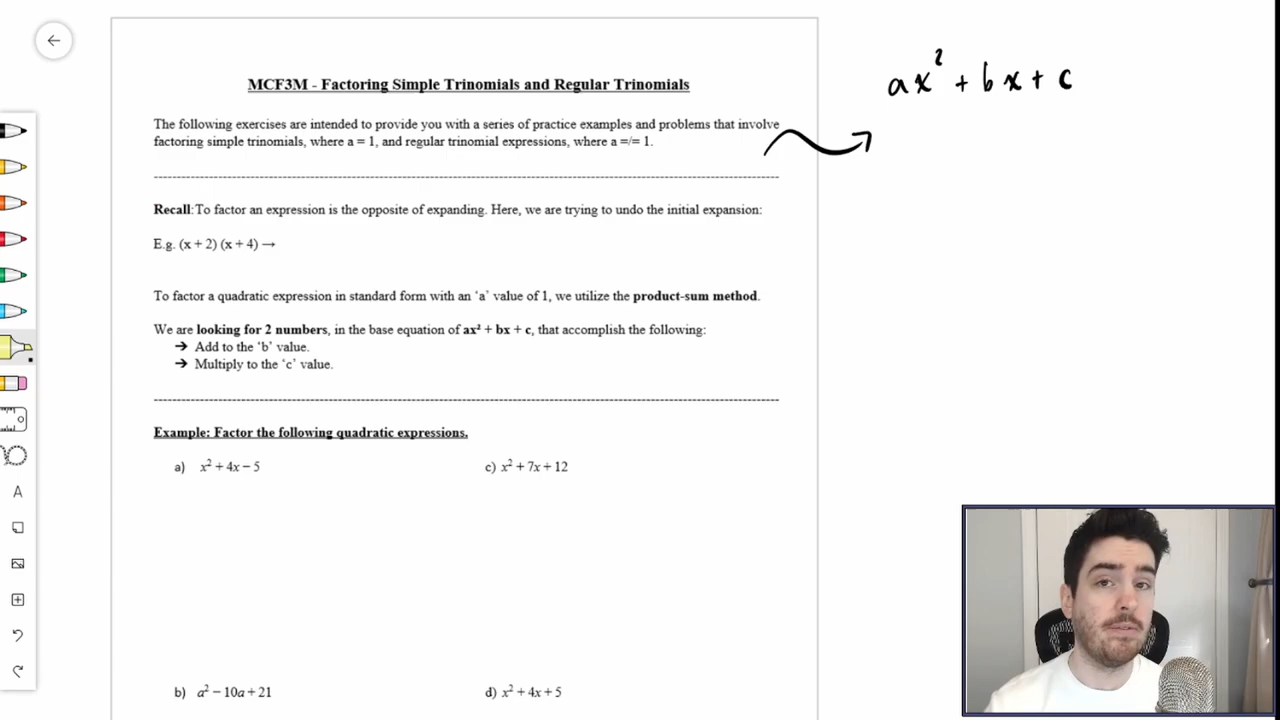 MCF3M - Factoring Simple Trinomials and Regular Trinomials
ax² + bx + c
The following exercises are intended to provide you with a series of practice examples and problems that involve
factoring simple trinomials, where a = 1, and regular trinomial expressions, where a =/= 1.
Recall: To factor an expression is the opposite of expanding. Here, we are trying to undo the initial expansion:
E.g. (x + 2) (x + 4) →
To factor a quadratic expression in standard form with an ‘a’ value of 1, we utilize the product-sum method.
We are looking for 2 numbers, in the base equation of ax² + bx + c, that accomplish the following:
➔ Add to the ‘b’ value.
➔ Multiply to the ‘c’ value.
Example: Factor the following quadratic expressions.
a) x² + 4x – 5
c) x² + 7x + 12
b) a² – 10a + 21
d) x² + 4x + 5
A